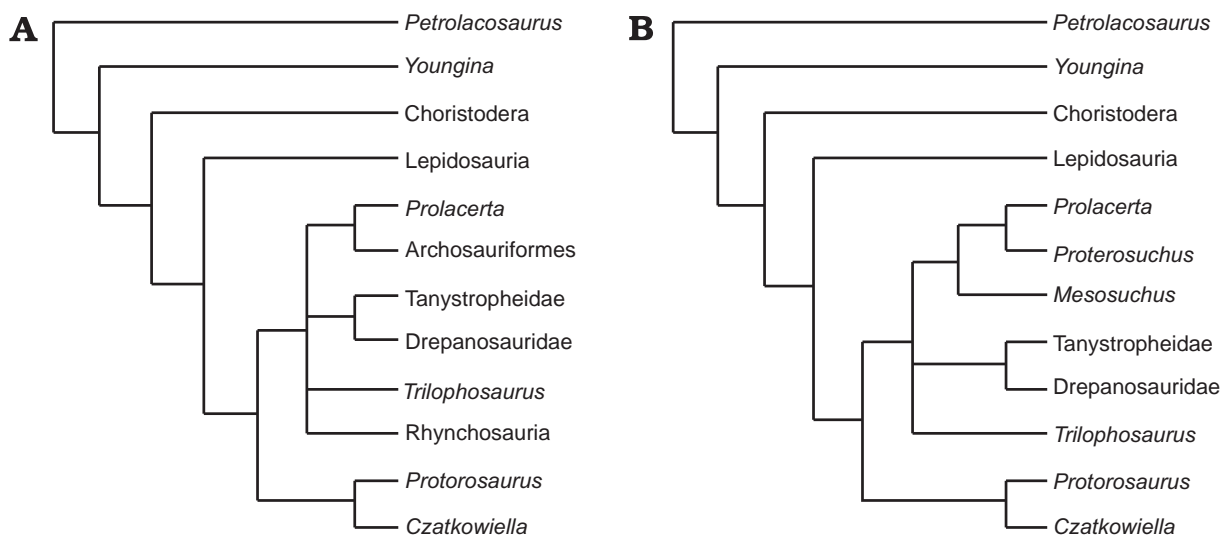 A
Petrolacosaurus
Youngina
Choristodera
Lepidosauria
Prolacerta
Archosauriformes
Tanystropheidae
Drepanosauridae
Trilophosaurus
Rhynchosauria
Protorosaurus
Czatkowiella
B
Petrolacosaurus
Youngina
Choristodera
Lepidosauria
Prolacerta
Proterosuchus
Mesosuchus
Tanystropheidae
Drepanosauridae
Trilophosaurus
Protorosaurus
Czatkowiella